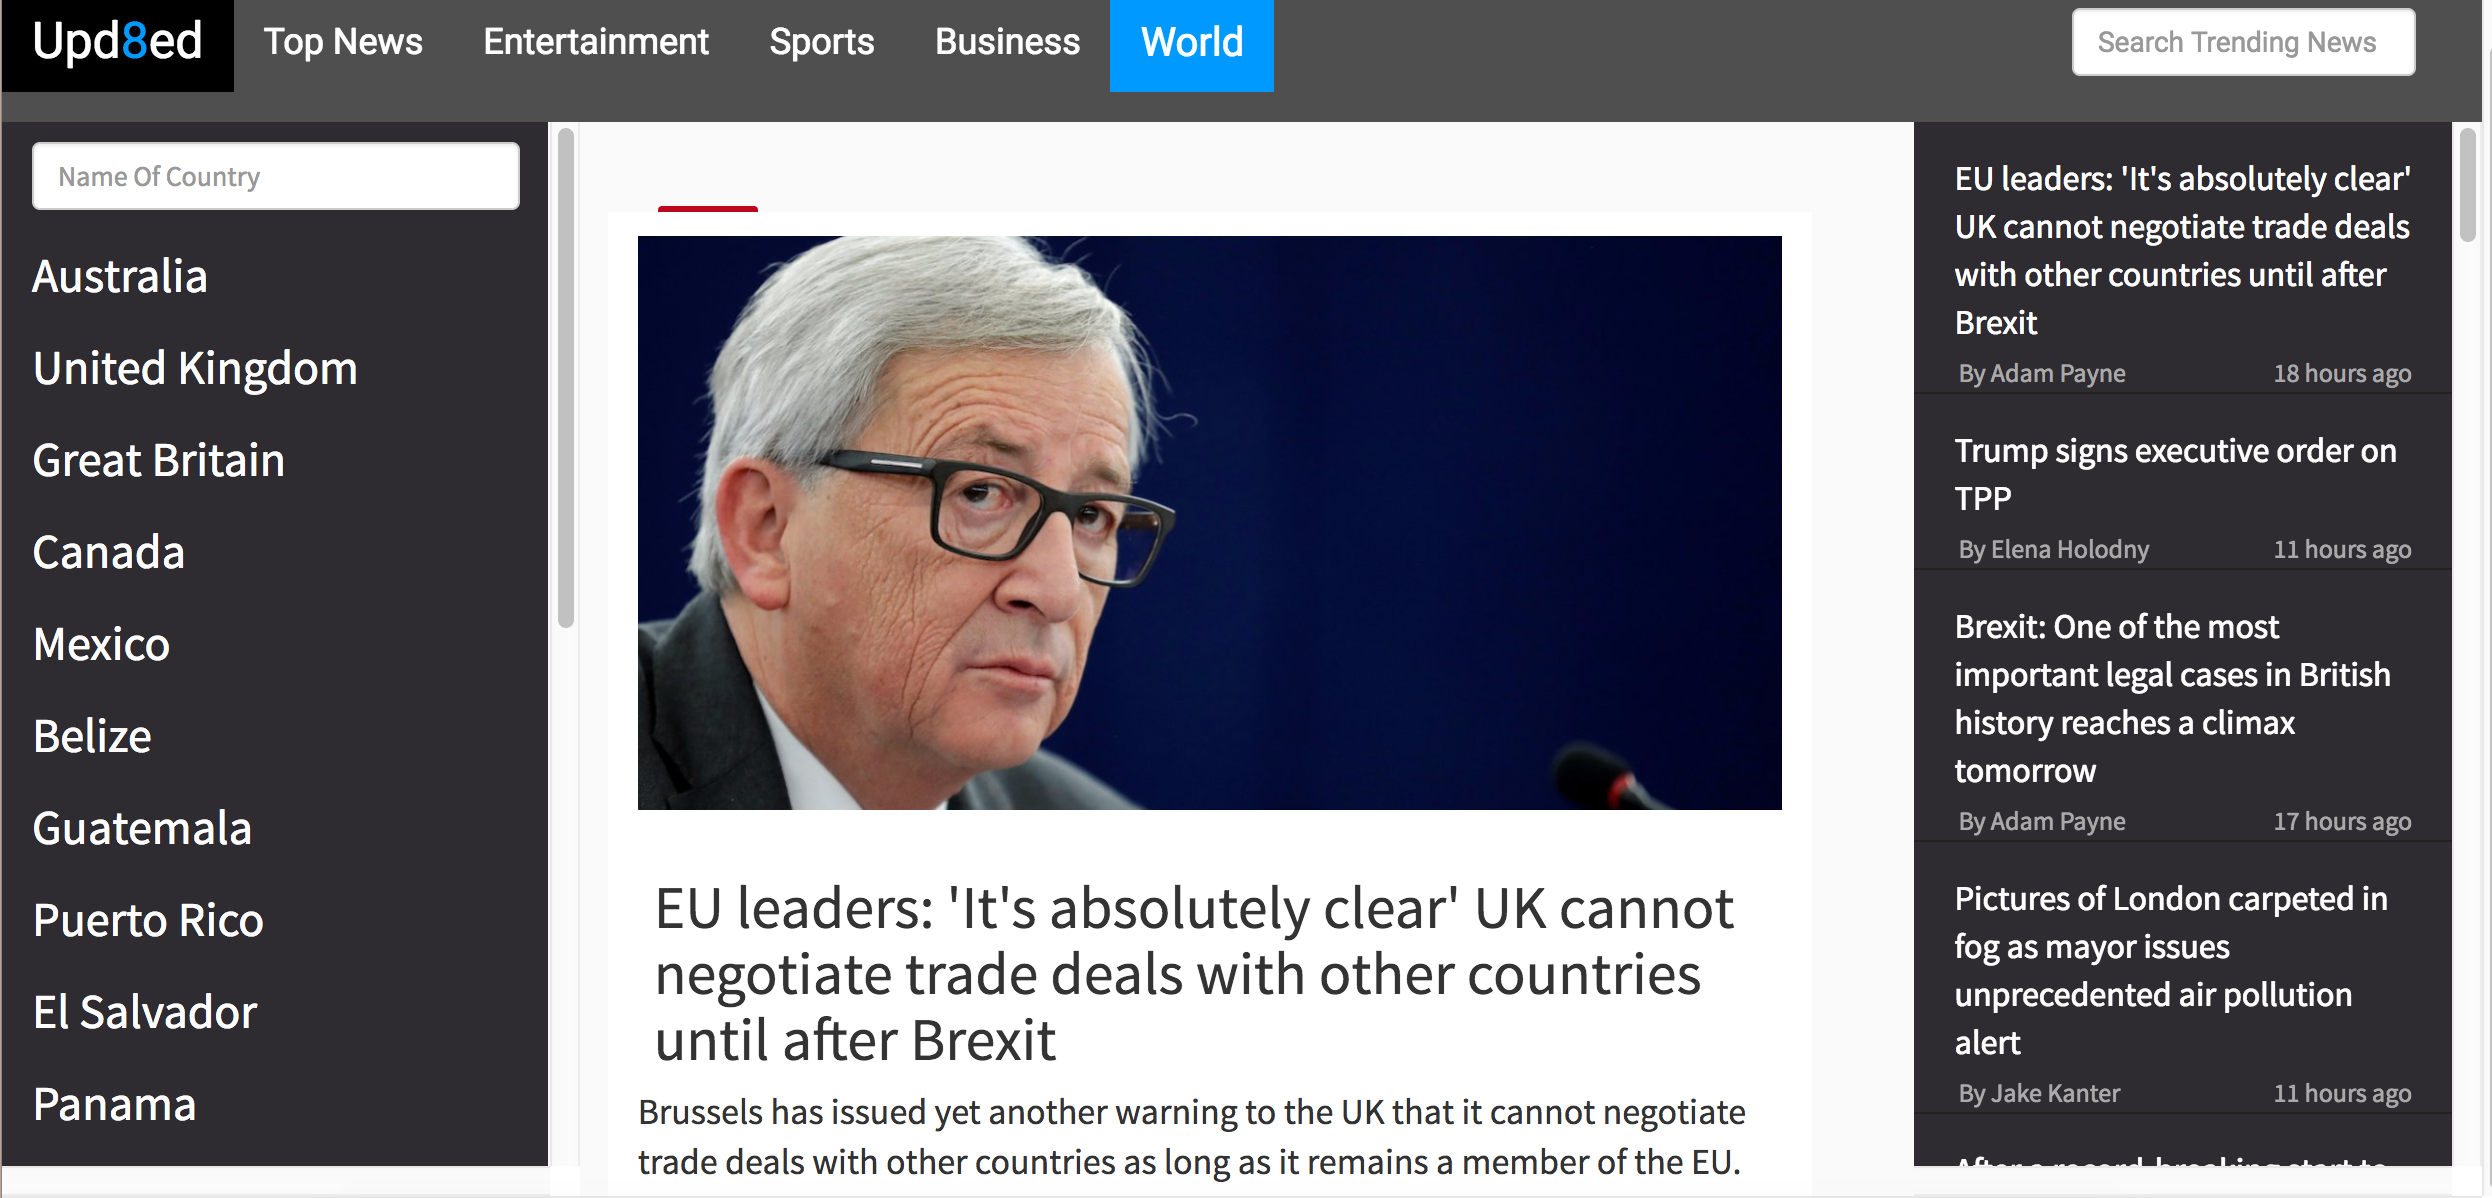 Upd8ed
Top News
Entertainment
Sports
Business
World
Search Trending News
Name Of Country
Australia
United Kingdom
Great Britain
Canada
Mexico
Belize
Guatemala
Puerto Rico
El Salvador
Panama
EU leaders: 'It's absolutely clear' UK cannot
negotiate trade deals with other countries
until after Brexit
Brussels has issued yet another warning to the UK that it cannot negotiate
trade deals with other countries as long as it remains a member of the EU.
EU leaders: 'It's absolutely clear'
UK cannot negotiate trade deals
with other countries until after
Brexit
By Adam Payne
18 hours ago
Trump signs executive order on
TPP
By Elena Holodny
11 hours ago
Brexit: One of the most
important legal cases in British
history reaches a climax
tomorrow
By Adam Payne
17 hours ago
Pictures of London carpeted in
fog as mayor issues
unprecedented air pollution
alert
By Jake Kanter
11 hours ago
After a record-breaking start to